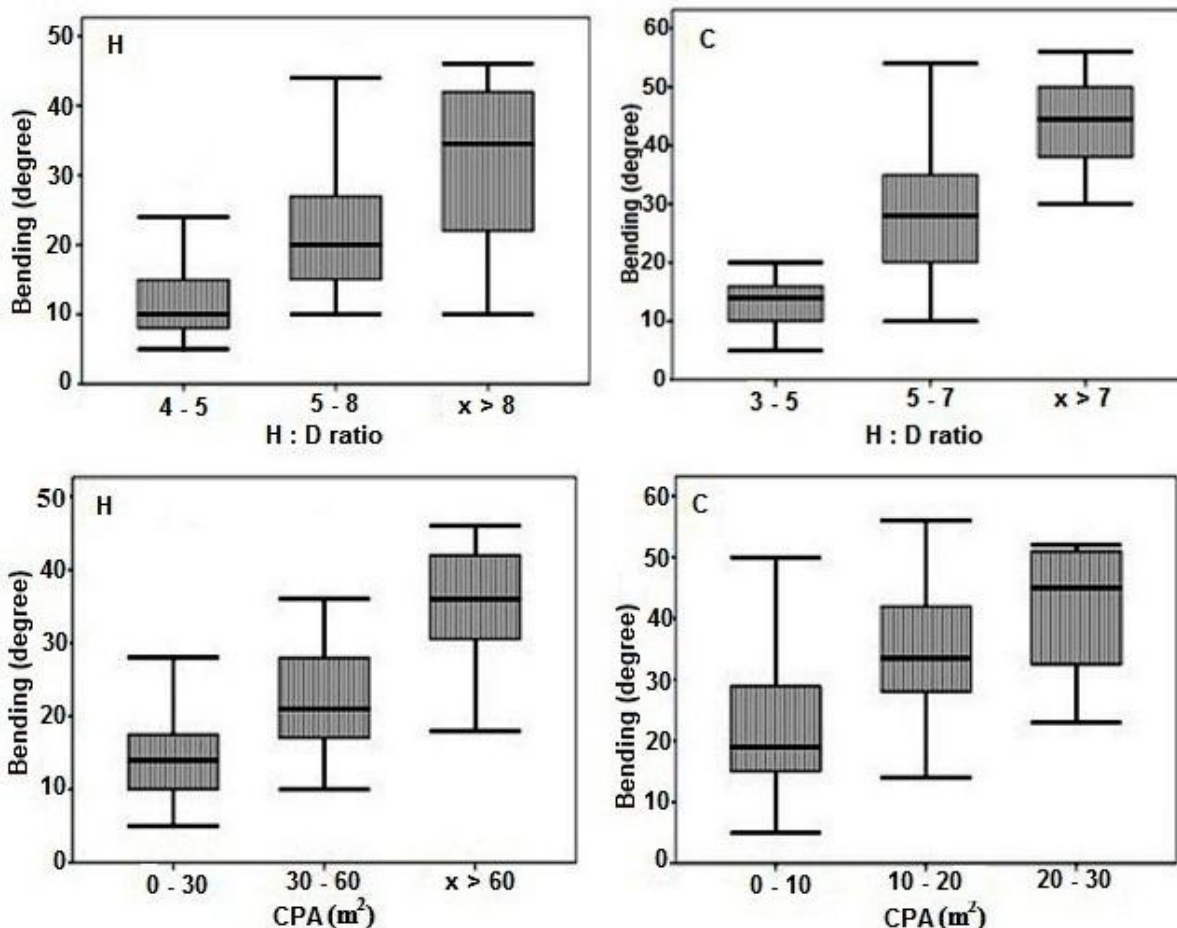 H
Bending (degree)
50
40
30
20
10
0
4 - 5 5 - 8 x > 8
H : D ratio
C
Bending (degree)
60
50
40
30
20
10
0
3 - 5 5 - 7 x > 7
H : D ratio
H
Bending (degree)
50
40
30
20
10
0
0 - 30 30 - 60 x > 60
CPA (m²)
C
Bending (degree)
60
50
40
30
20
10
0
0 - 10 10 - 20 20 - 30
CPA (m²)